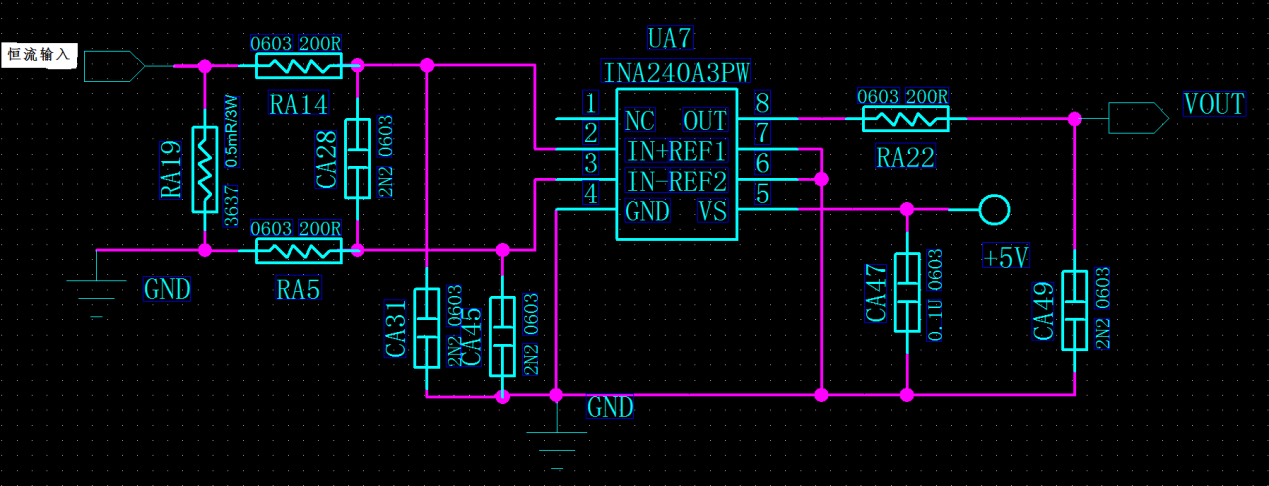 恒流输入
0603 200R
RA14
RA19
0.5mR/3W
3637
CA28
2N2 0603
0603 200R
RA5
GND
CA31
2N2 0603
CA45
2N2 0603
UA7
INA240A3PW
1
2
3
4
NC OUT
IN+REF1
IN-REF2
GND VS
8
7
6
5
GND
0603 200R
RA22
VOUT
+5V
CA47
0.1U 0603
CA49
2N2 0603